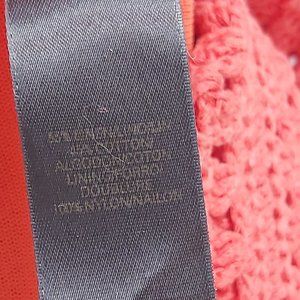 COTTON/
ALGODON/COTON
LINING/FORRO/
DOUBLURE
100% NYLON/NAILON